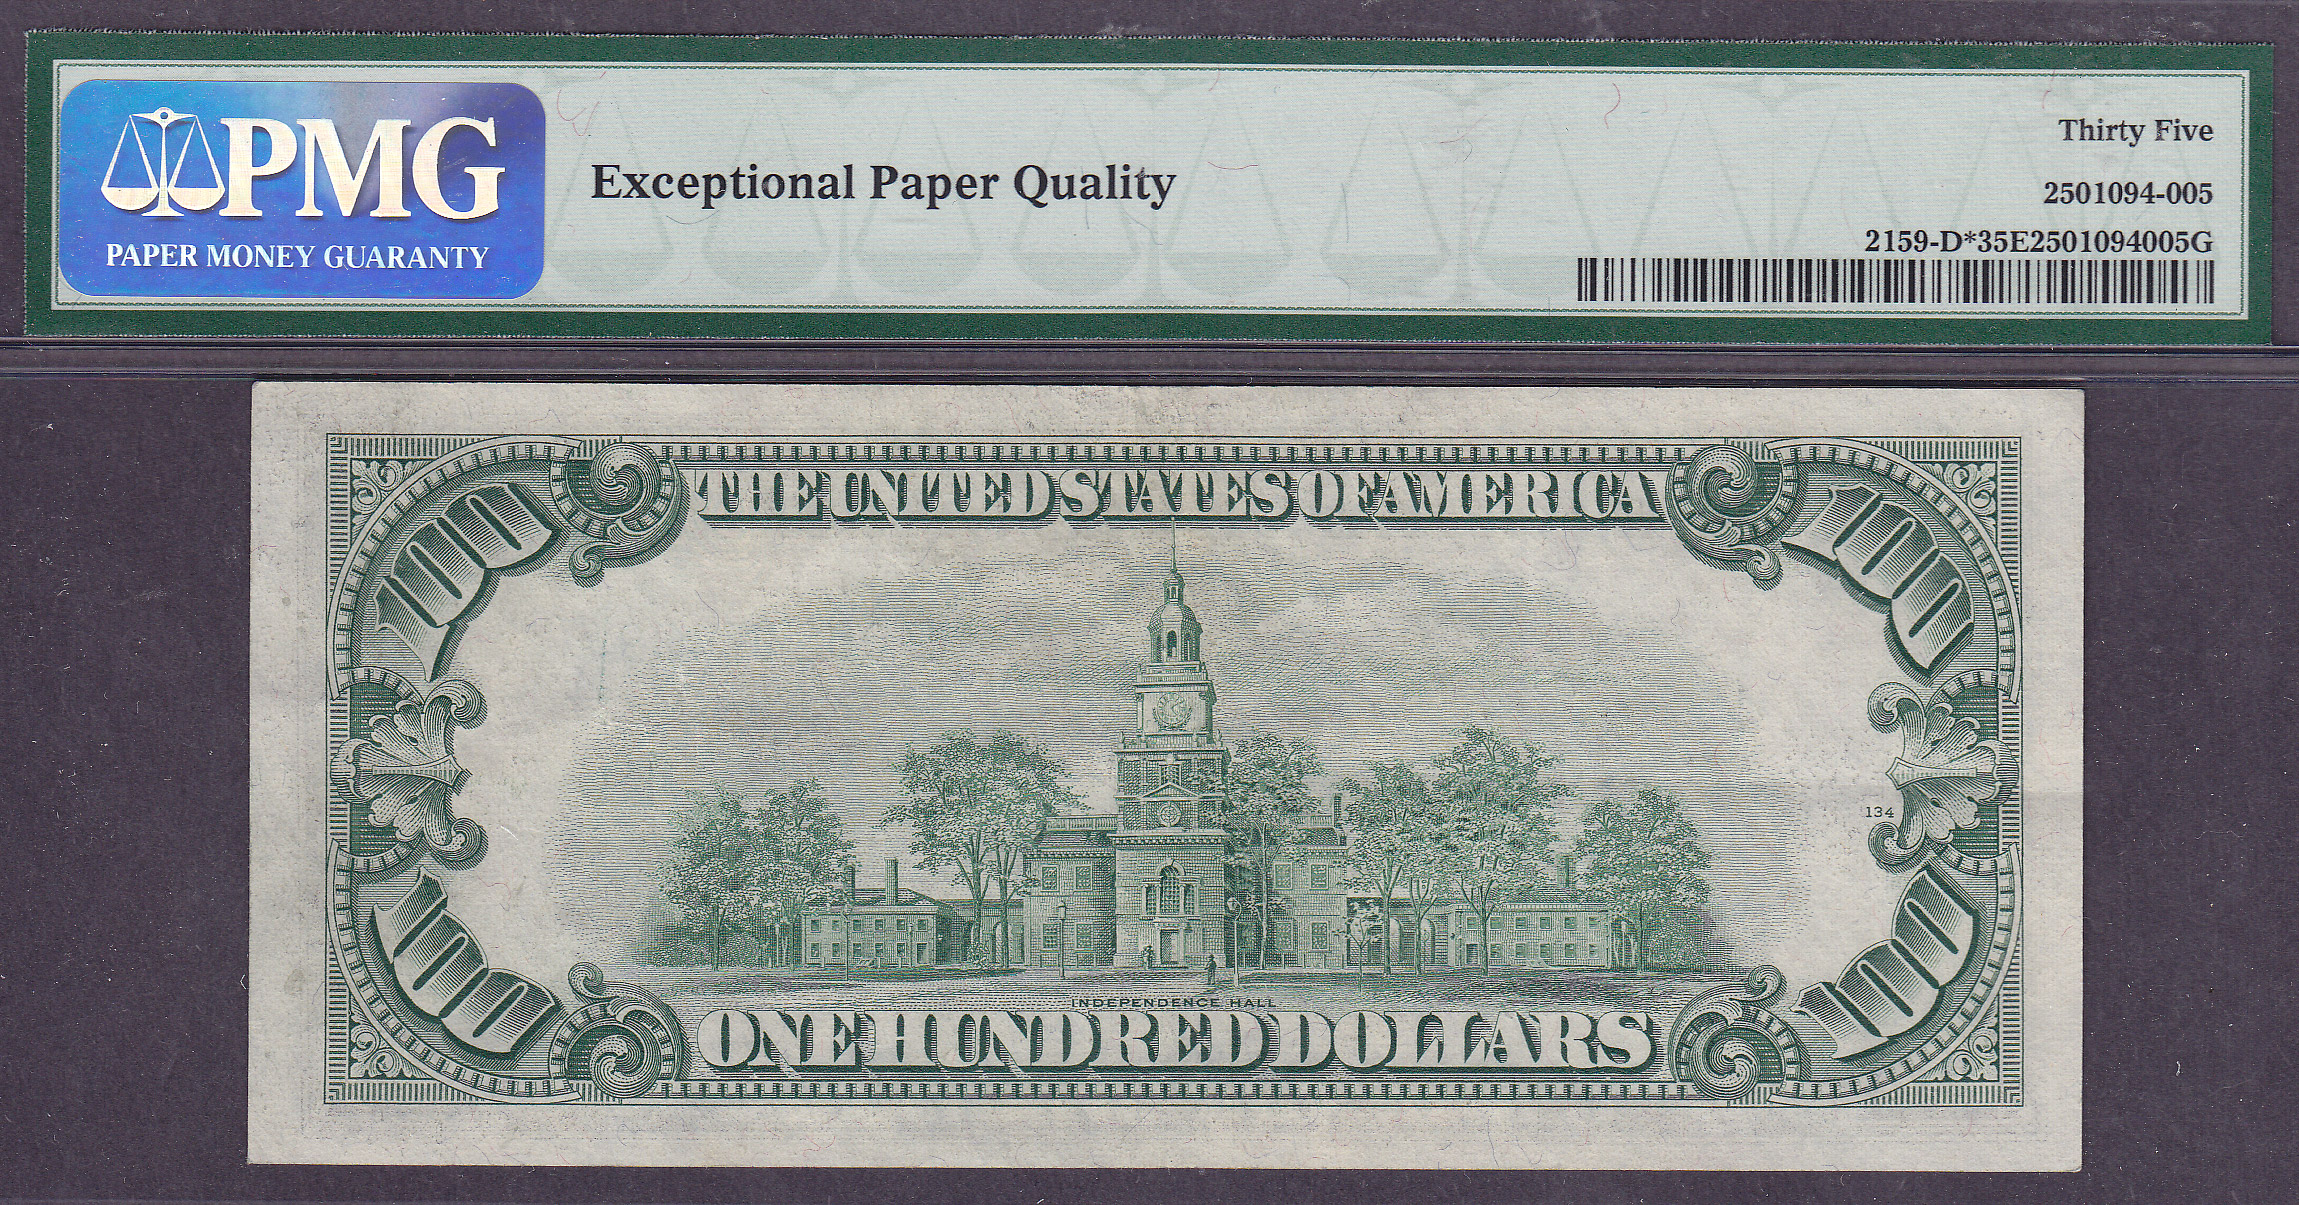 PMG
PAPER MONEY GUARANTY
Exceptional Paper Quality
Thirty Five
2501094-005
2159-D*35E2501094005G
THE UNITED STATES OF AMERICA
100
100
134
100
100
INDEPENDENCE HALL
ONE HUNDRED DOLLARS